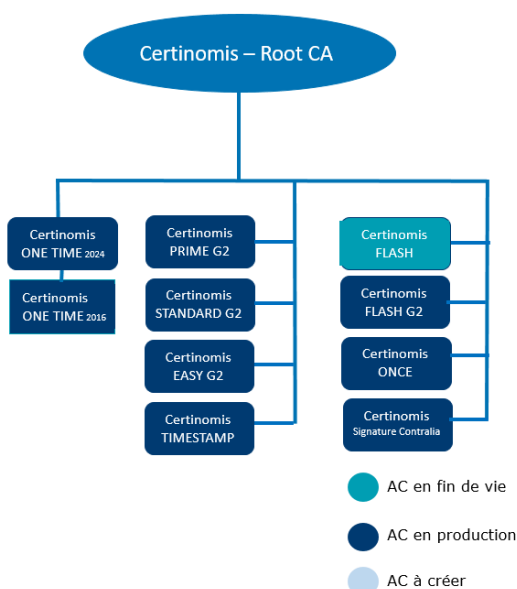 Certinomis – Root CA
Certinomis
ONE TIME 2024
Certinomis
ONE TIME 2016
Certinomis
PRIME G2
Certinomis
STANDARD G2
Certinomis
EASY G2
Certinomis
TIMESTAMP
Certinomis
FLASH
Certinomis
FLASH G2
Certinomis
ONCE
Certinomis
Signature Contralia
AC en fin de vie
AC en production
AC à créer